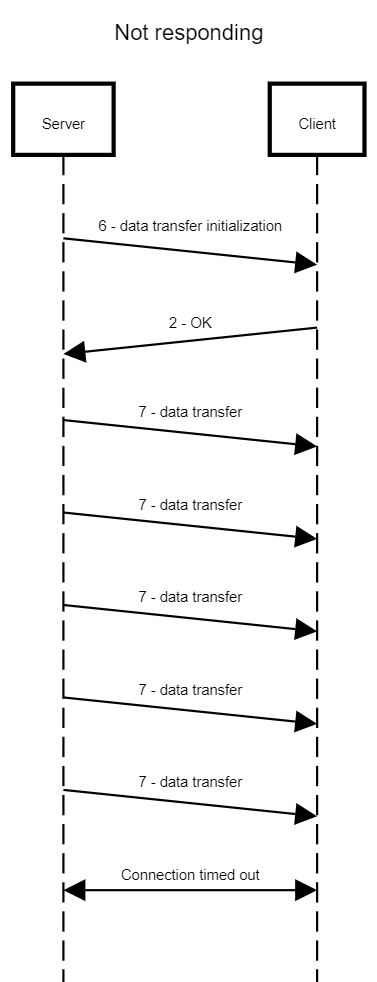 Not responding
Server
Client
6 - data transfer initialization
2 - OK
7 - data transfer
7 - data transfer
7 - data transfer
7 - data transfer
7 - data transfer
Connection timed out